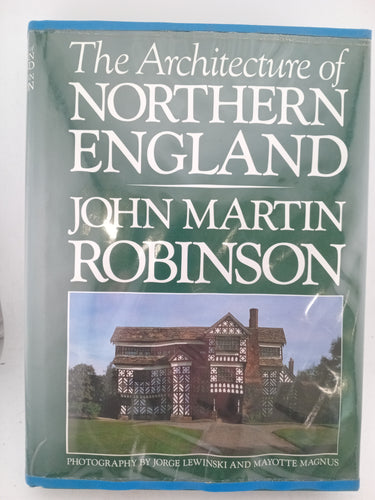 The Architecture of
NORTHERN
ENGLAND
JOHN MARTIN
ROBINSON
PHOTOGRAPHY BY JORGE LEWINSKI AND MAYOTTE MAGNUS